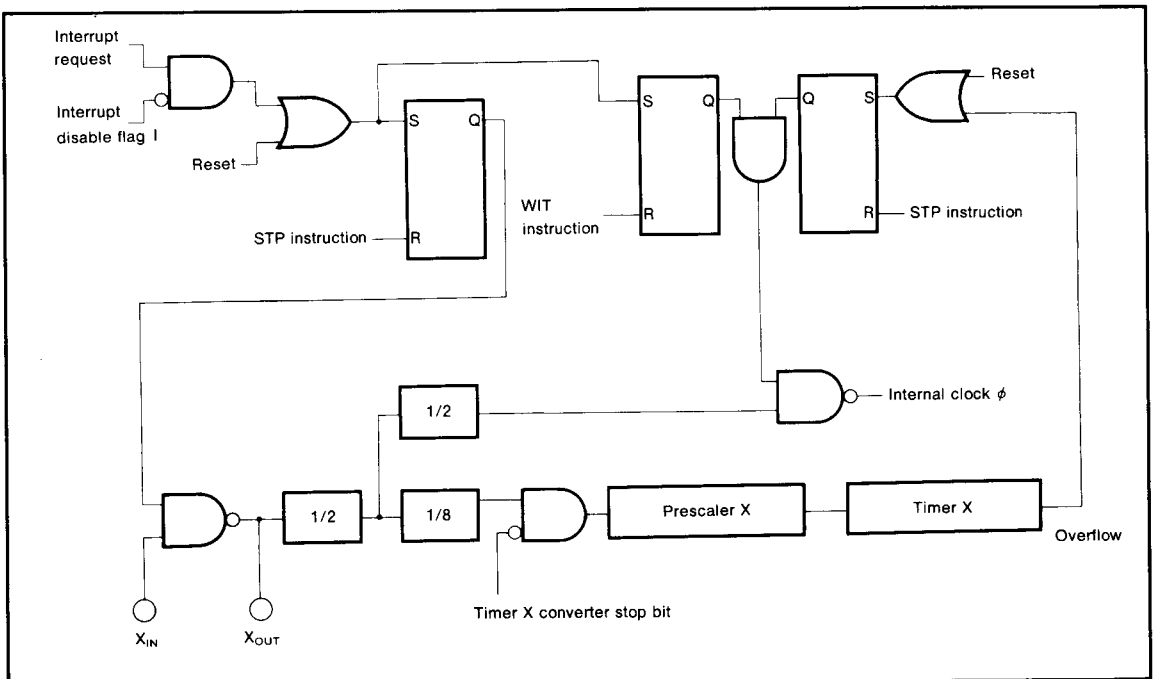 Interrupt
request
Interrupt
disable flag I
Reset
S
Q
R
STP instruction
WIT
instruction
S
Q
R
Q
S
R
Reset
STP instruction
1/2
Internal clock ϕ
1/2
1/8
Prescaler X
Timer X
Overflow
Timer X converter stop bit
XIN
XOUT